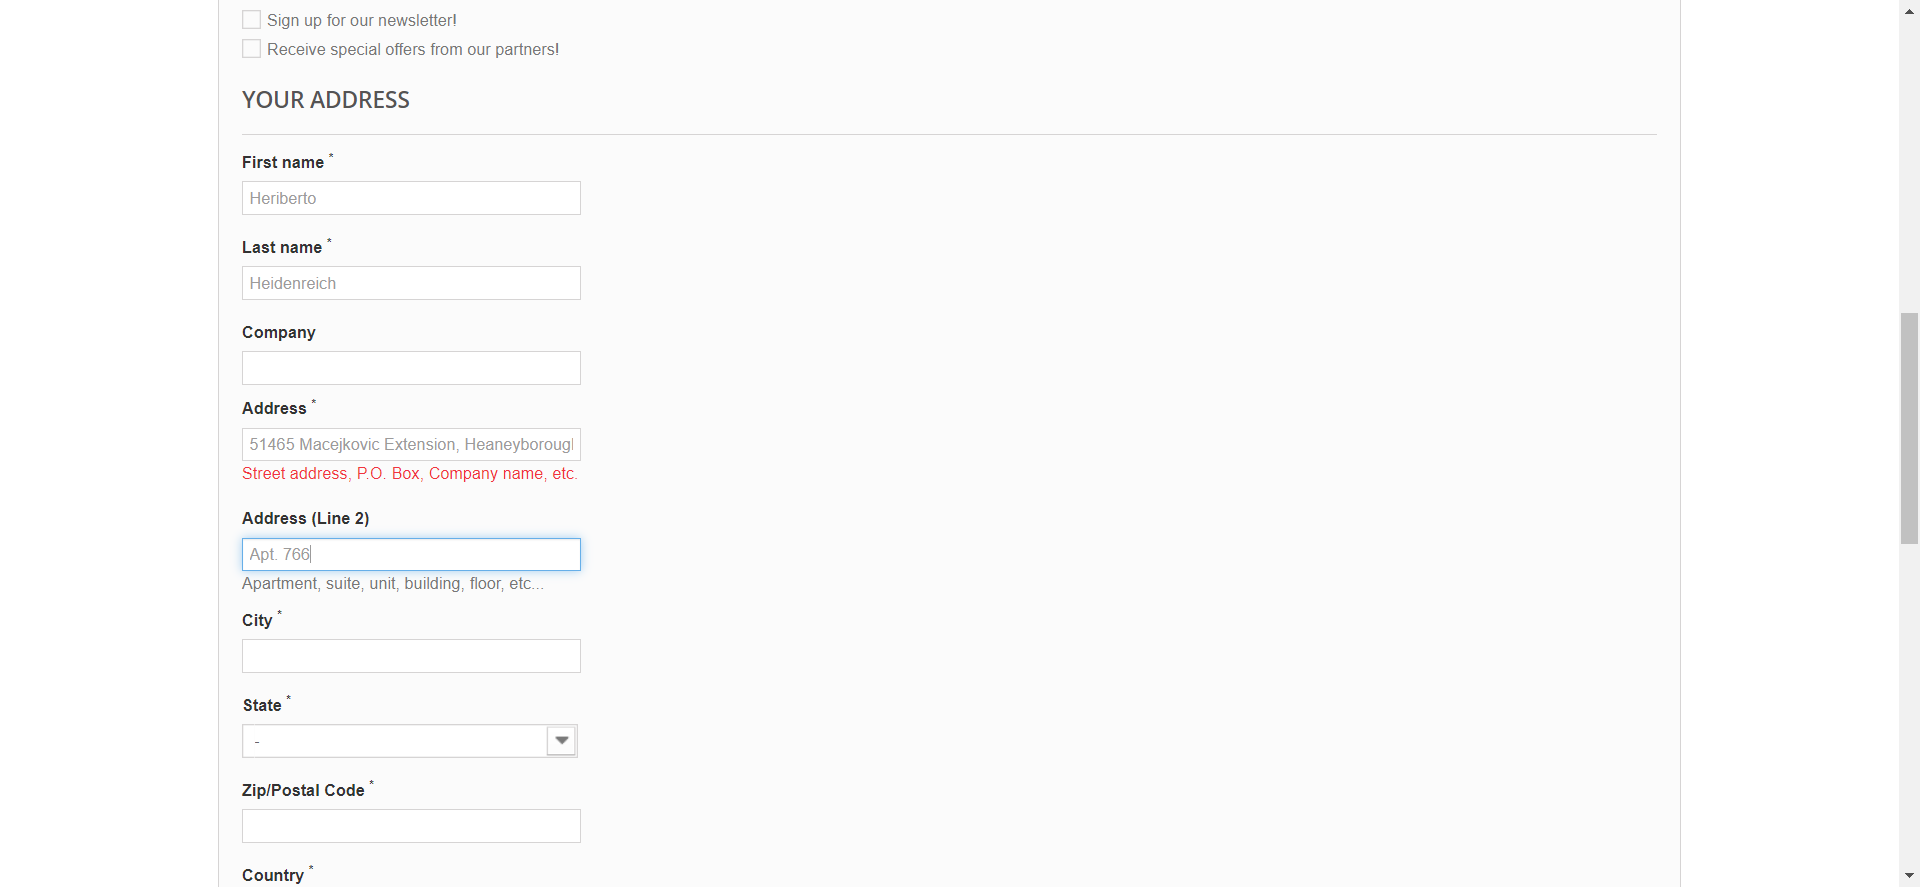 Sign up for our newsletter!
Receive special offers from our partners!
YOUR ADDRESS
First name *
Heriberto
Last name *
Heidenreich
Company
Address *
51465 Macejkovic Extension, Heaneyborough
Street address, P.O. Box, Company name, etc.
Address (Line 2)
Apt. 766
Apartment, suite, unit, building, floor, etc...
City *
State *
-
Zip/Postal Code *
Country *